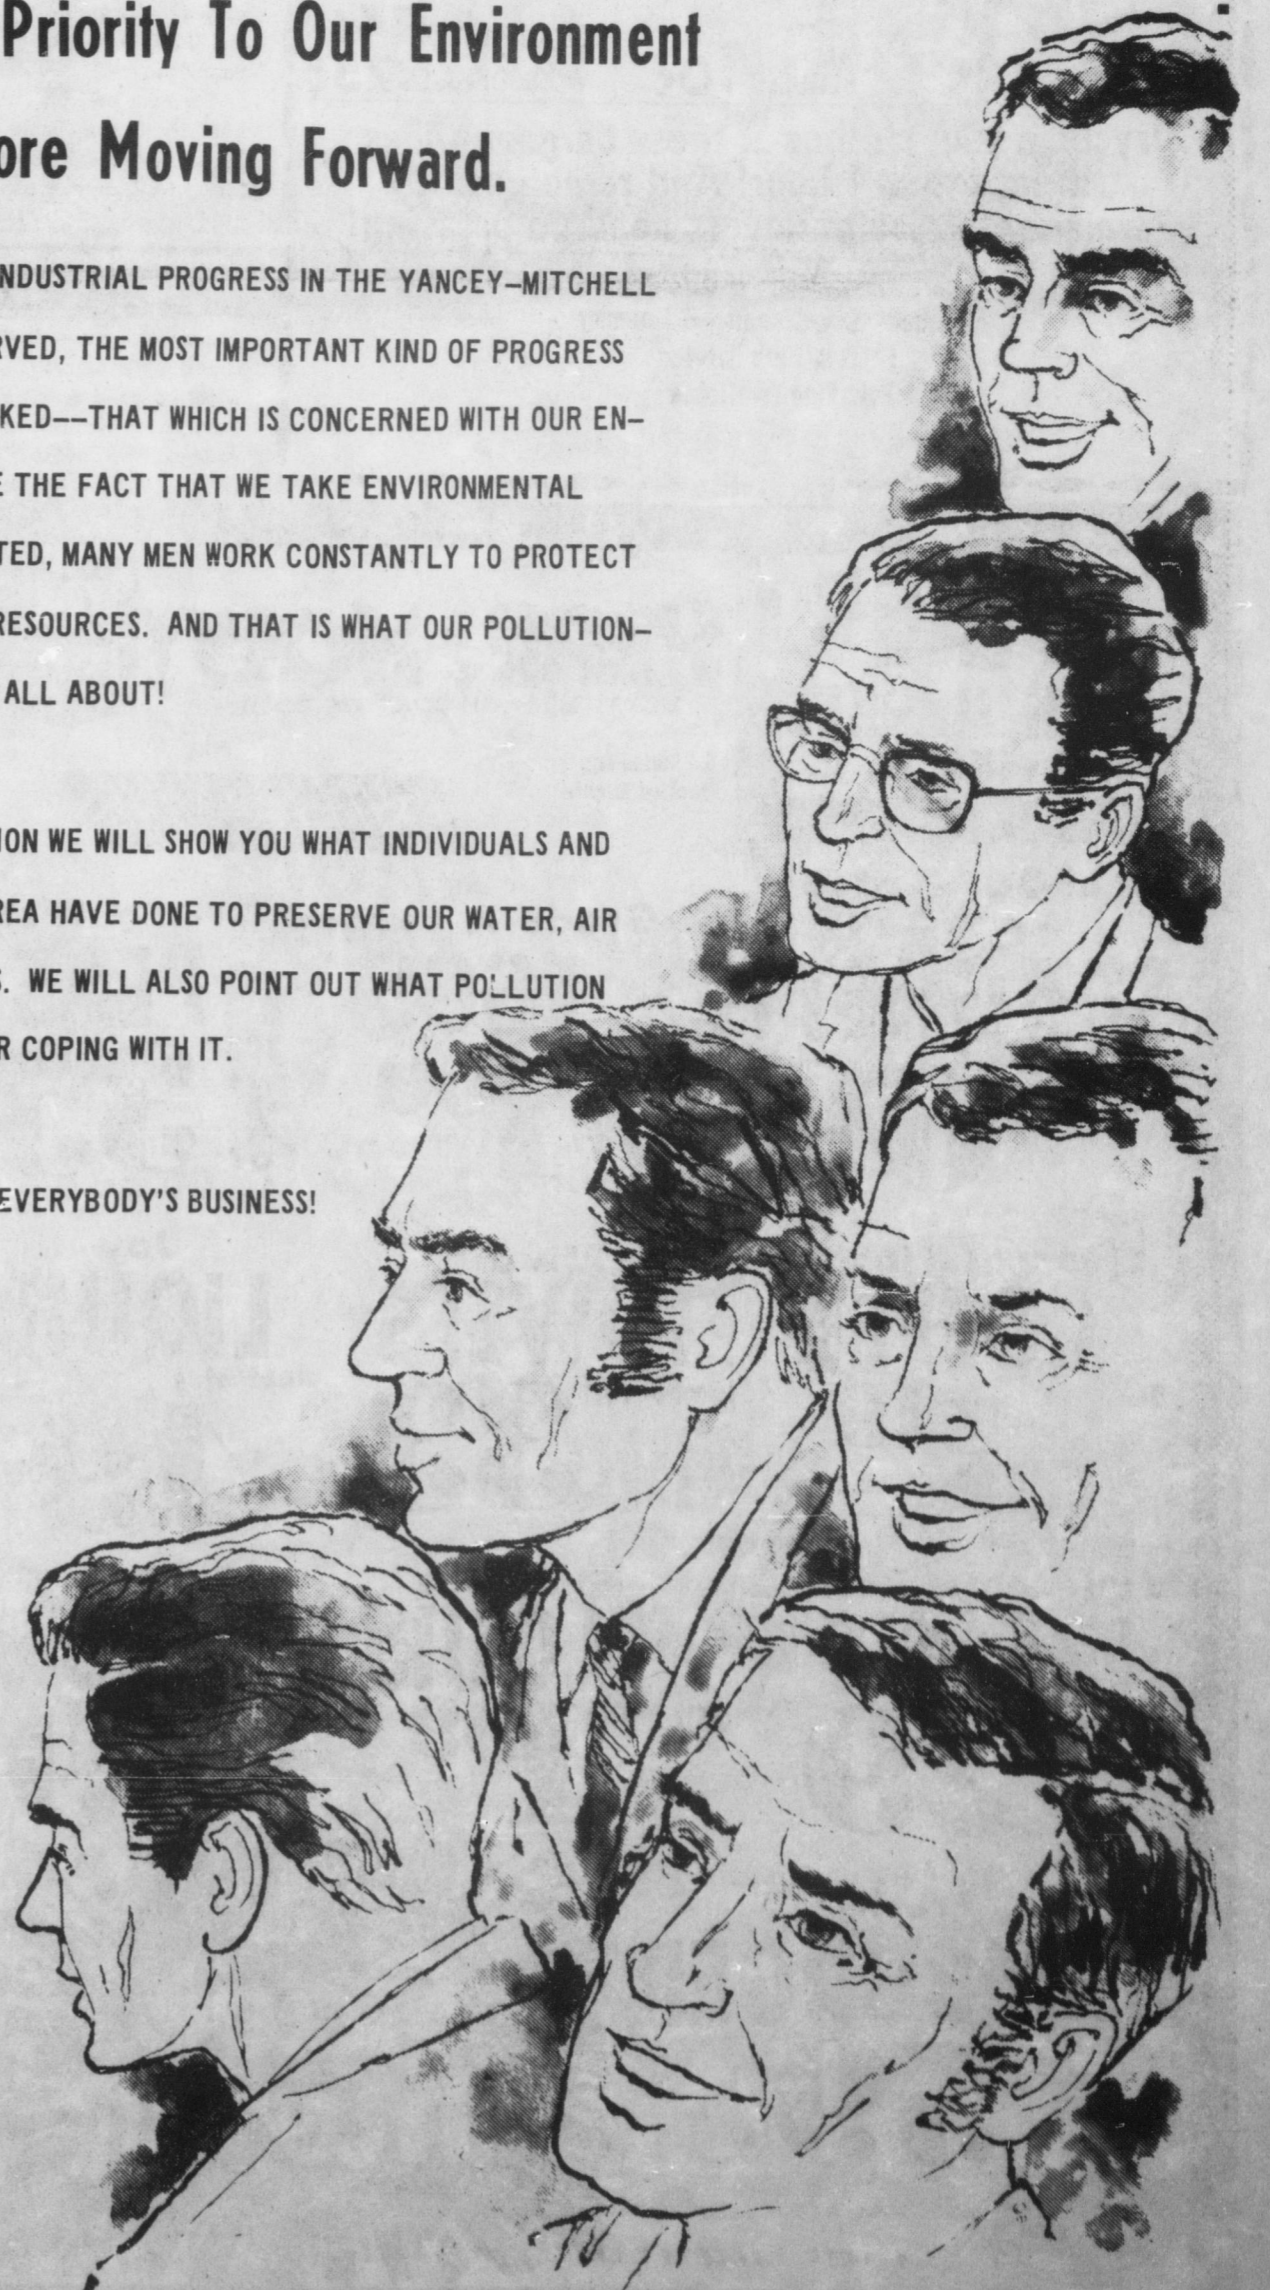 Priority To Our Environment
ore Moving Forward.
NDUSTRIAL PROGRESS IN THE YANCEY–MITCHELL
RVED, THE MOST IMPORTANT KIND OF PROGRESS
KED––THAT WHICH IS CONCERNED WITH OUR EN–
E THE FACT THAT WE TAKE ENVIRONMENTAL
TED, MANY MEN WORK CONSTANTLY TO PROTECT
RESOURCES. AND THAT IS WHAT OUR POLLUTION–
ALL ABOUT!
ION WE WILL SHOW YOU WHAT INDIVIDUALS AND
REA HAVE DONE TO PRESERVE OUR WATER, AIR
S. WE WILL ALSO POINT OUT WHAT POLLUTION
R COPING WITH IT.
EVERYBODY'S BUSINESS!